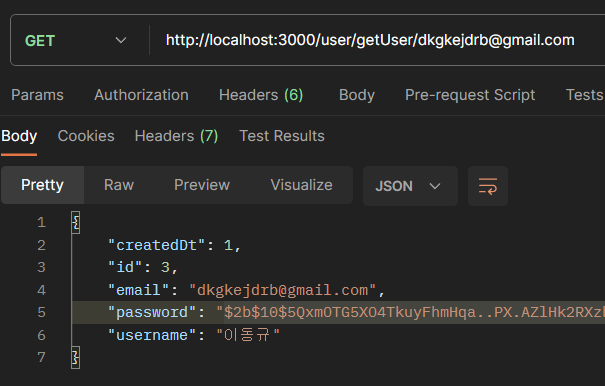 GET http://localhost:3000/user/getUser/dkgkejdrb@gmail.com
Params Authorization Headers (6) Body Pre-request Script Tests
Body Cookies Headers (7) Test Results
Pretty Raw Preview Visualize JSON
1 {
2 "createdDt": 1,
3 "id": 3,
4 "email": "dkgkejdrb@gmail.com",
5 "password": "$2b$10$5QxmOTG5XO4TkuyFhmHqa..PX.AZlHk2RXz
6 "username": "이동규"
7 }